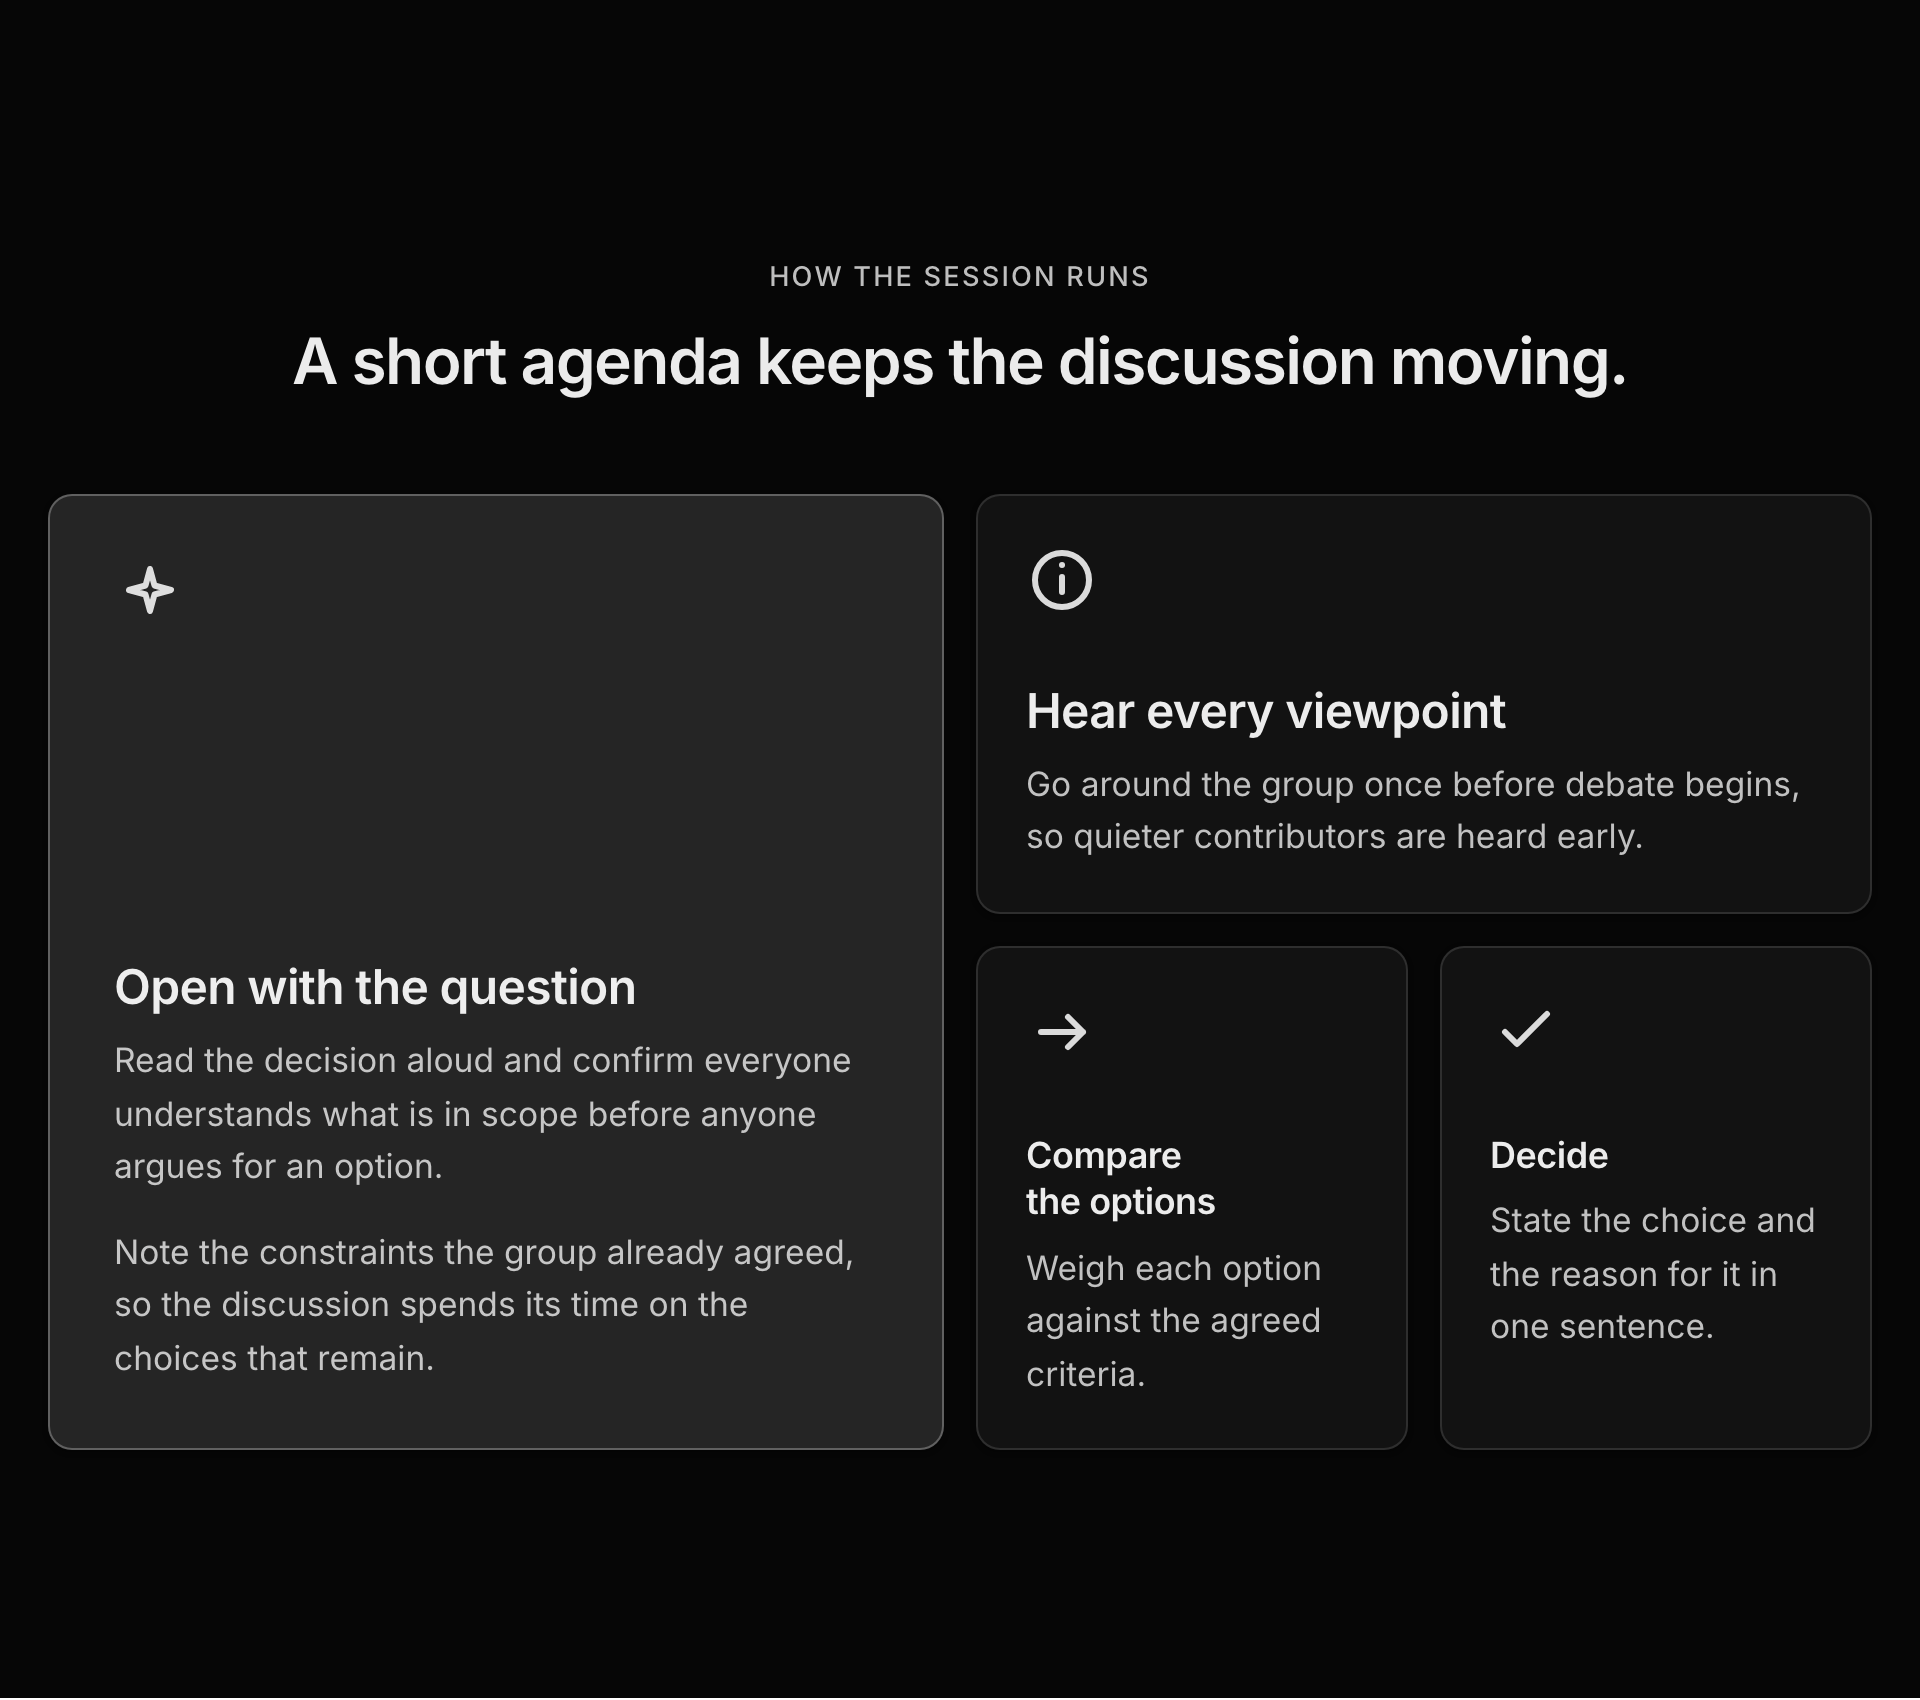 HOW THE SESSION RUNS
A short agenda keeps the discussion moving.
Open with the question
Read the decision aloud and confirm everyone
understands what is in scope before anyone
argues for an option.
Note the constraints the group already agreed,
so the discussion spends its time on the
choices that remain.
Hear every viewpoint
Go around the group once before debate begins,
so quieter contributors are heard early.
Compare
the options
Weigh each option
against the agreed
criteria.
Decide
State the choice and
the reason for it in
one sentence.